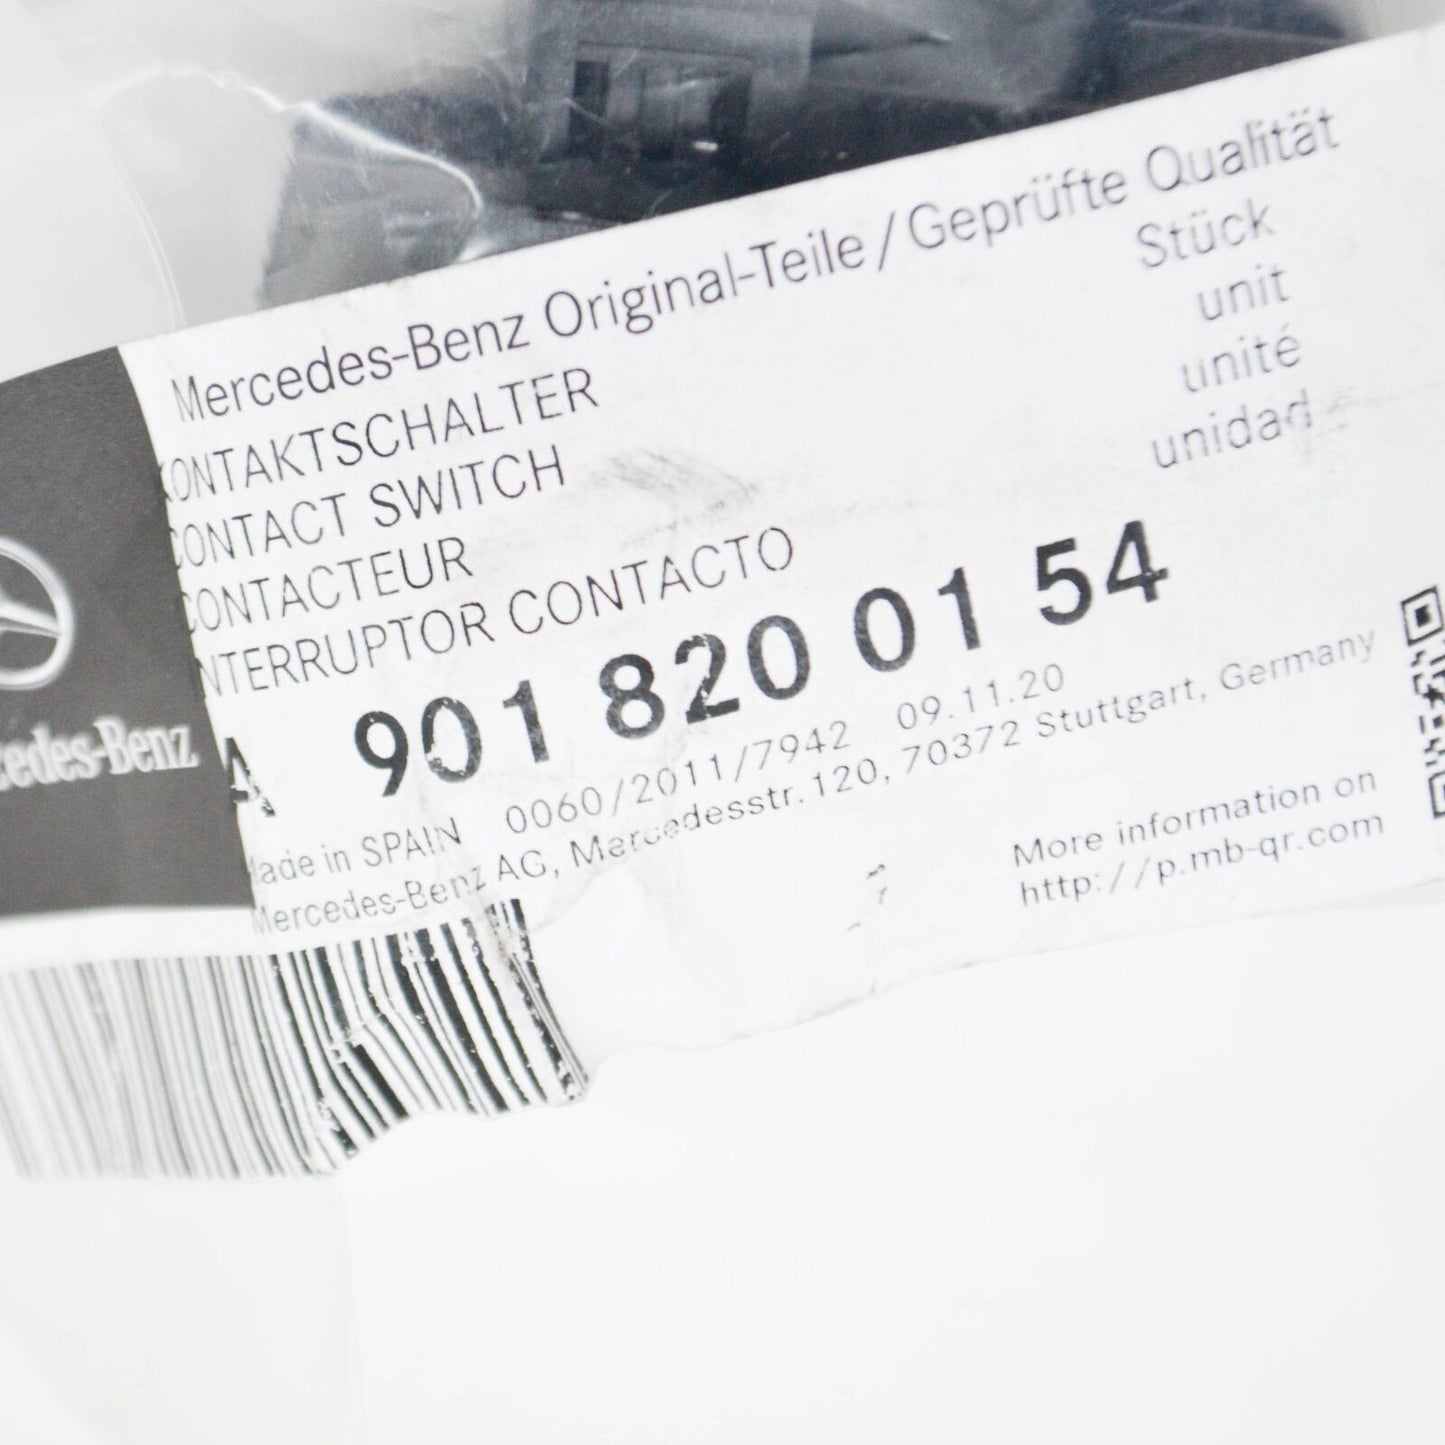 Mercedes-Benz Original-Teile / Geprüfte Qualität
KONTAKTSCHALTER
CONTACT SWITCH
CONTACTEUR
INTERRUPTOR CONTACTO
Stück
unit
unité
unidad
A 901 820 01 54
Made in SPAIN 0060/2011/7942 09.11.20
Mercedes-Benz AG, Mercedesstr. 120, 70372 Stuttgart, Germany
More information on
http://p.mb-qr.com
cedes-Benz